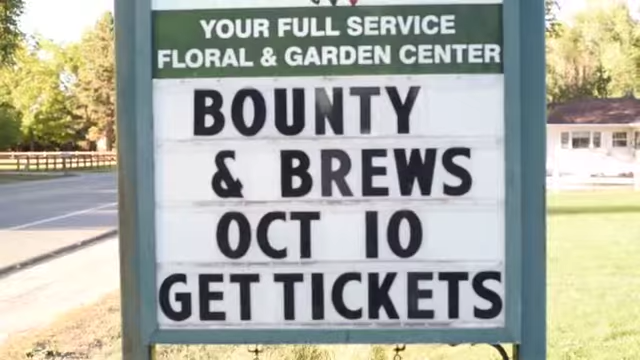 YOUR FULL SERVICE
FLORAL & GARDEN CENTER
BOUNTY
& BREWS
OCT 10
GET TICKETS